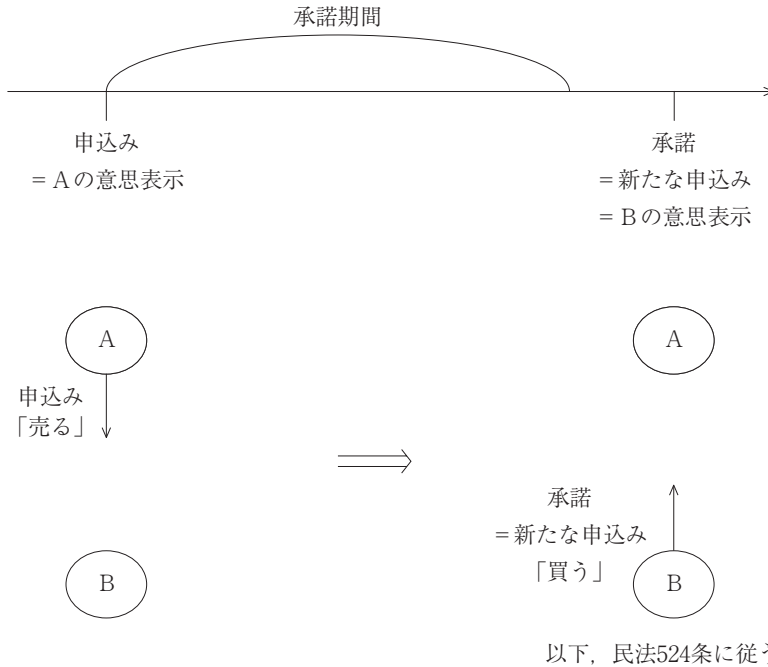 承諾期間
申込み
＝Ａの意思表示
承諾
＝新たな申込み
＝Ｂの意思表示
Ａ
申込み
「売る」
Ｂ
Ａ
承諾
＝新たな申込み
「買う」
Ｂ
以下，民法524条に従う